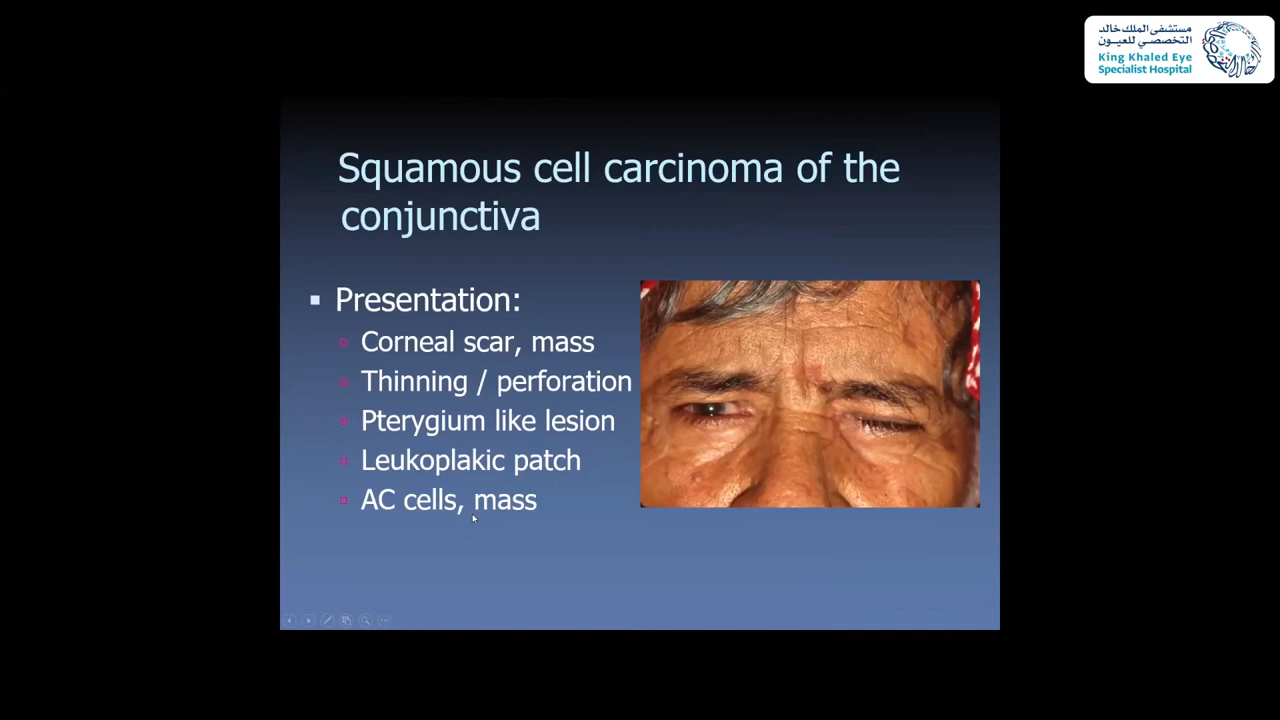 مستشفى الملك خالد
التخصصي للعيون
King Khaled Eye
Specialist Hospital
Squamous cell carcinoma of the
conjunctiva
Presentation:
Corneal scar, mass
Thinning / perforation
Pterygium like lesion
Leukoplakic patch
AC cells, mass